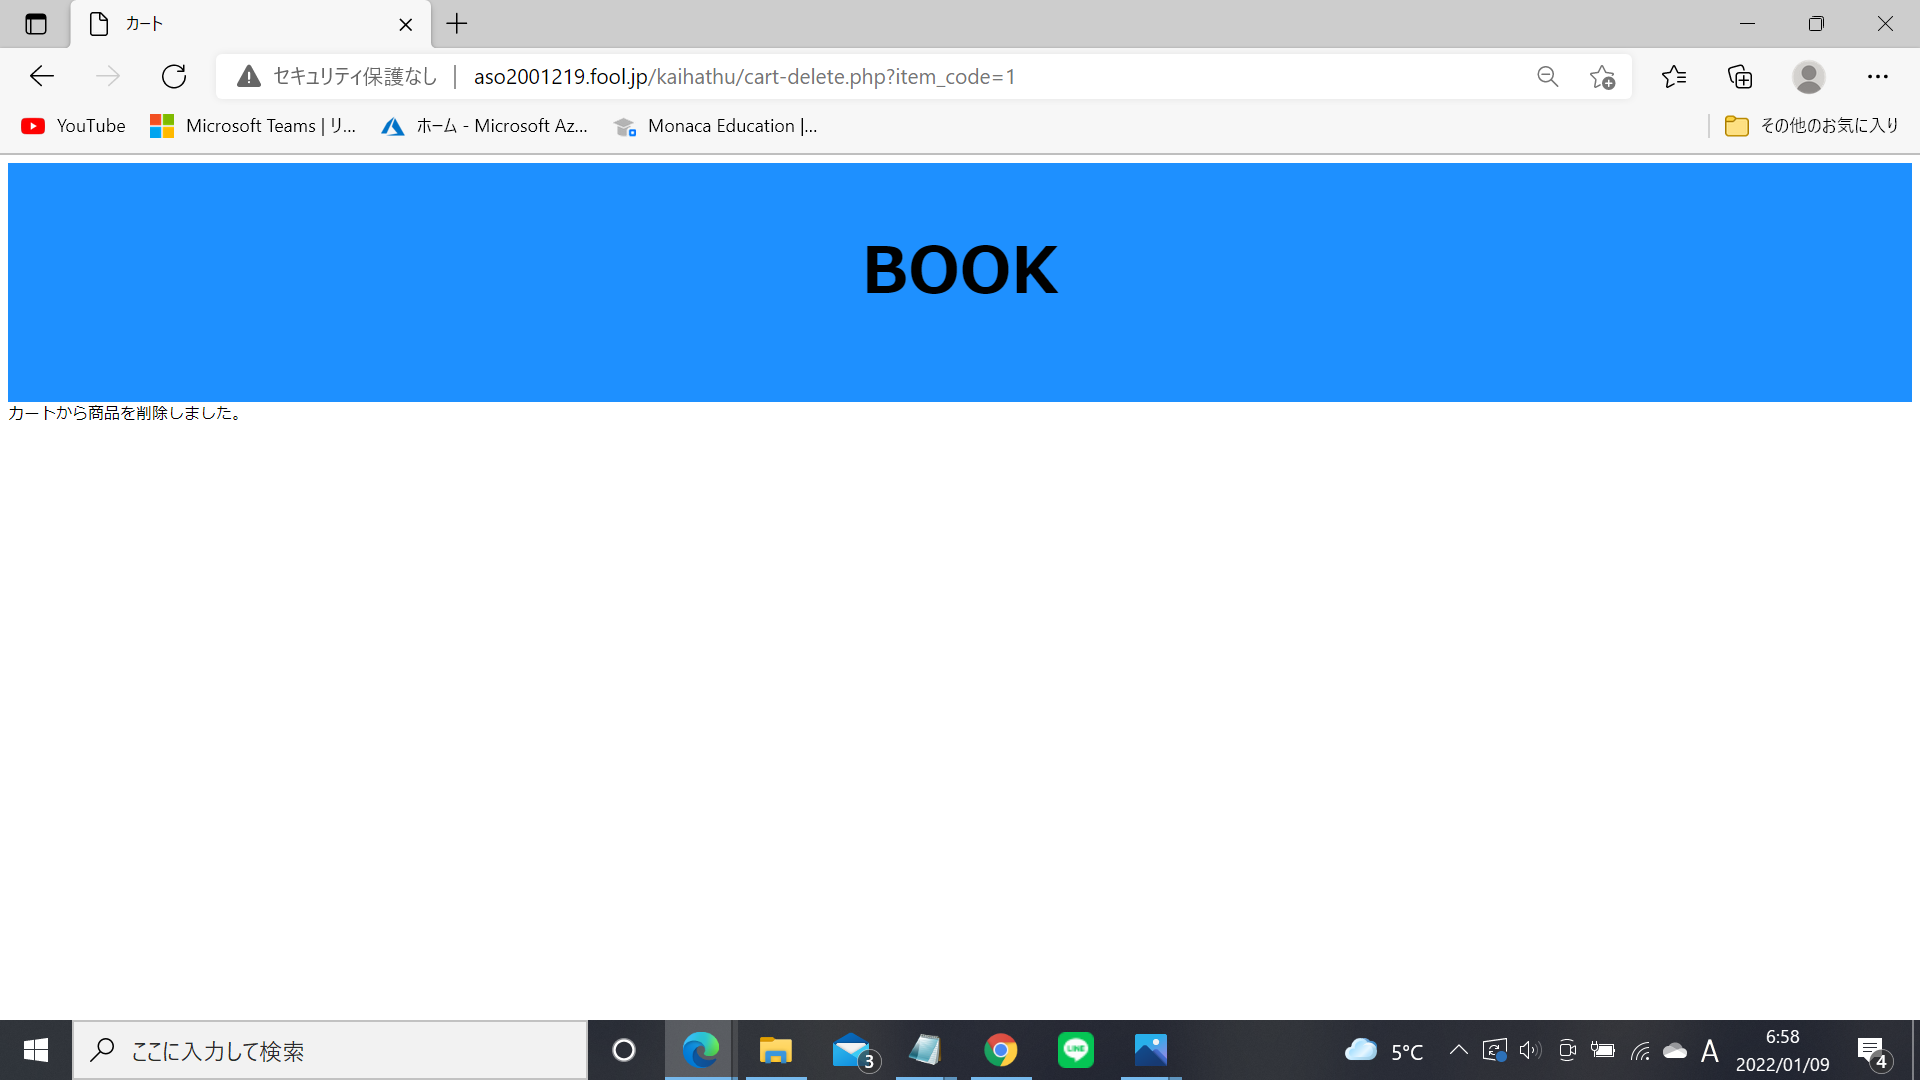 カート
セキュリティ保護なし
aso2001219.fool.jp/kaihathu/cart-delete.php?item_code=1
YouTube
Microsoft Teams | リ...
ホーム - Microsoft Az...
Monaca Education |...
その他のお気に入り
BOOK
カートから商品を削除しました。
ここに入力して検索
3
LINE
5°C
A
6:58
2022/01/09
4